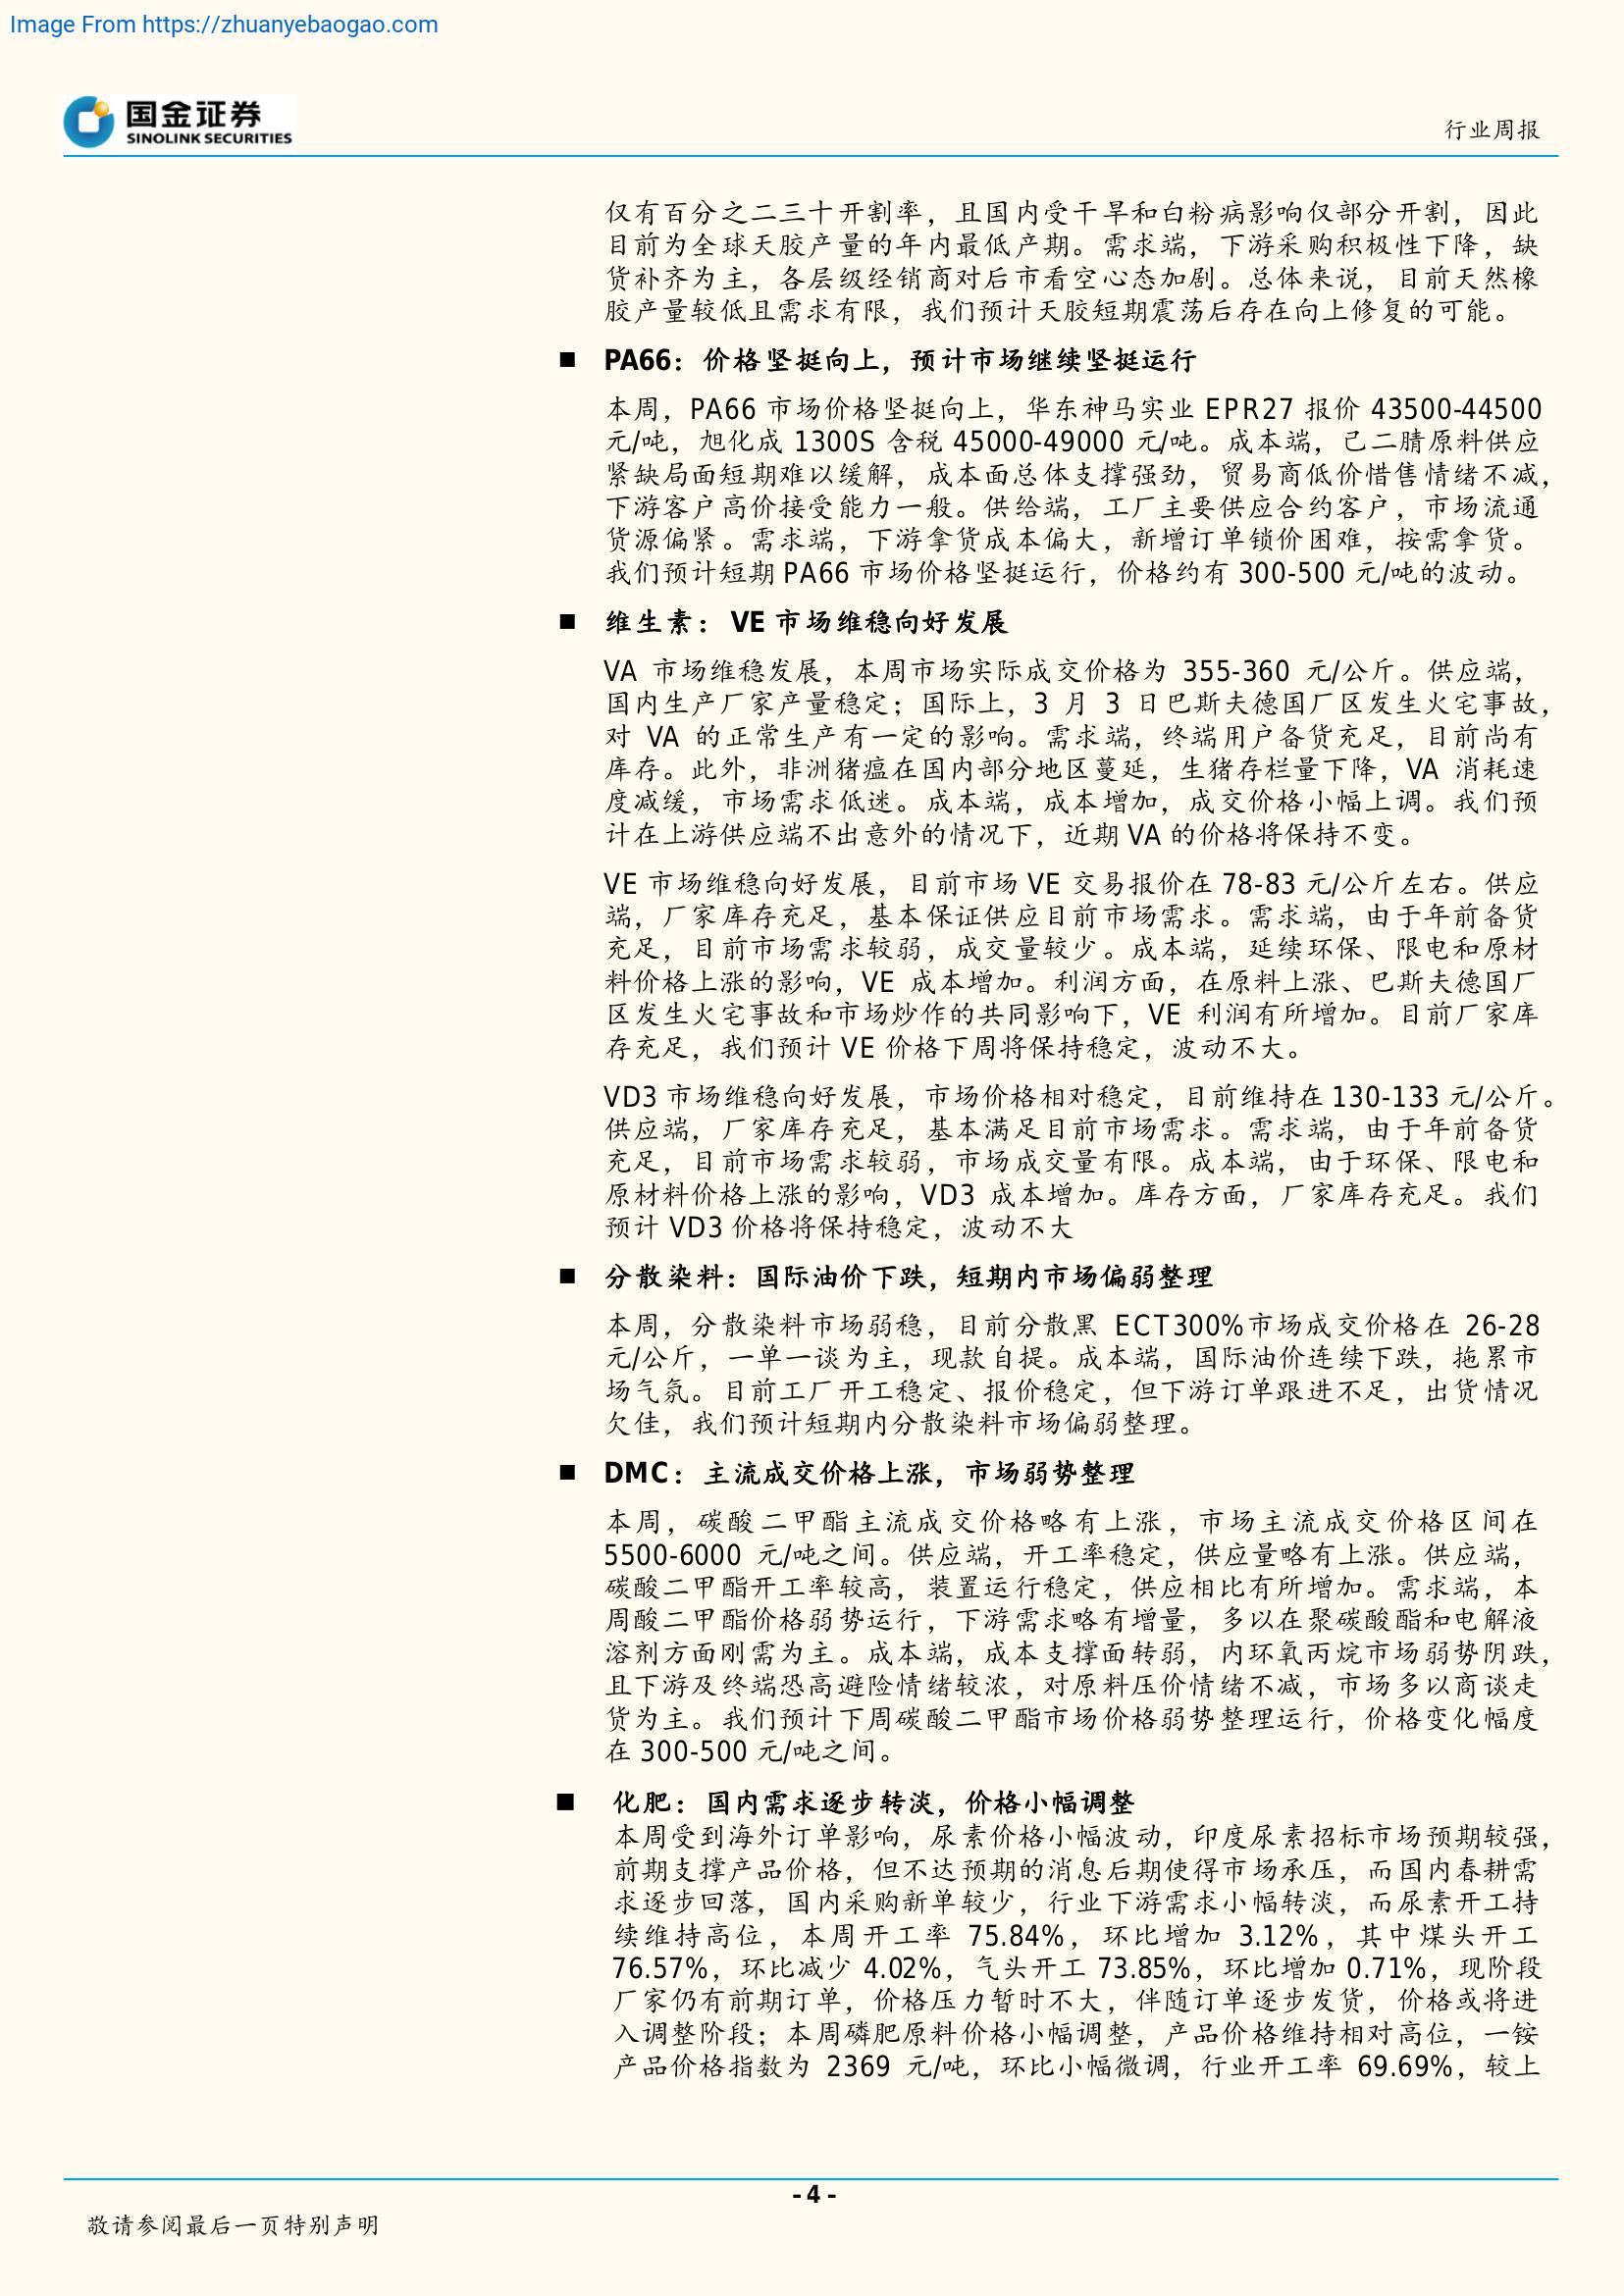 Image From https://zhuanyebaogao.com
国金证券
SINOLINK SECURITIES
行业周报
仅有百分之二三十开割率，且国内受干旱和白粉病影响仅部分开割，因此
目前为全球天胶产量的年内最低产期。需求端，下游采购积极性下降，缺
货补齐为主，各层级经销商对后市看空心态加剧。总体来说，目前天然橡
胶产量较低且需求有限，我们预计天胶短期震荡后存在向上修复的可能。
■ PA66：价格坚挺向上，预计市场继续坚挺运行
本周，PA66 市场价格坚挺向上，华东神马实业 EPR27 报价 43500-44500
元/吨，旭化成 1300S 含税 45000-49000 元/吨。成本端，己二腈原料供应
紧缺局面短期难以缓解，成本面总体支撑强劲，贸易商低价惜售情绪不减，
下游客户高价接受能力一般。供给端，工厂主要供应合约客户，市场流通
货源偏紧。需求端，下游拿货成本偏大，新增订单锁价困难，按需拿货。
我们预计短期 PA66 市场价格坚挺运行，价格约有 300-500 元/吨的波动。
■ 维生素：VE 市场维稳向好发展
VA 市场维稳发展，本周市场实际成交价格为 355-360 元/公斤。供应端，
国内生产厂家产量稳定；国际上，3 月 3 日巴斯夫德国厂区发生火宅事故，
对 VA 的正常生产有一定的影响。需求端，终端用户备货充足，目前尚有
库存。此外，非洲猪瘟在国内部分地区蔓延，生猪存栏量下降，VA 消耗速
度减缓，市场需求低迷。成本端，成本增加，成交价格小幅上调。我们预
计在上游供应端不出意外的情况下，近期 VA 的价格将保持不变。
VE 市场维稳向好发展，目前市场 VE 交易报价在 78-83 元/公斤左右。供应
端，厂家库存充足，基本保证供应目前市场需求。需求端，由于年前备货
充足，目前市场需求较弱，成交量较少。成本端，延续环保、限电和原材
料价格上涨的影响，VE 成本增加。利润方面，在原料上涨、巴斯夫德国厂
区发生火宅事故和市场炒作的共同影响下，VE 利润有所增加。目前厂家库
存充足，我们预计 VE 价格下周将保持稳定，波动不大。
VD3 市场维稳向好发展，市场价格相对稳定，目前维持在 130-133 元/公斤。
供应端，厂家库存充足，基本满足目前市场需求。需求端，由于年前备货
充足，目前市场需求较弱，市场成交量有限。成本端，由于环保、限电和
原材料价格上涨的影响，VD3 成本增加。库存方面，厂家库存充足。我们
预计 VD3 价格将保持稳定，波动不大
■ 分散染料：国际油价下跌，短期内市场偏弱整理
本周，分散染料市场弱稳，目前分散黑 ECT300%市场成交价格在 26-28
元/公斤，一单一谈为主，现款自提。成本端，国际油价连续下跌，拖累市
场气氛。目前工厂开工稳定、报价稳定，但下游订单跟进不足，出货情况
欠佳，我们预计短期内分散染料市场偏弱整理。
■ DMC：主流成交价格上涨，市场弱势整理
本周，碳酸二甲酯主流成交价格略有上涨，市场主流成交价格区间在
5500-6000 元/吨之间。供应端，开工率稳定，供应量略有上涨。供应端，
碳酸二甲酯开工率较高，装置运行稳定，供应相比有所增加。需求端，本
周酸二甲酯价格弱势运行，下游需求略有增量，多以在聚碳酸酯和电解液
溶剂方面刚需为主。成本端，成本支撑面转弱，内环氧丙烷市场弱势阴跌，
且下游及终端恐高避险情绪较浓，对原料压价情绪不减，市场多以商谈走
货为主。我们预计下周碳酸二甲酯市场价格弱势整理运行，价格变化幅度
在 300-500 元/吨之间。
■ 化肥：国内需求逐步转淡，价格小幅调整
本周受到海外订单影响，尿素价格小幅波动，印度尿素招标市场预期较强，
前期支撑产品价格，但不达预期的消息后期使得市场承压，而国内春耕需
求逐步回落，国内采购新单较少，行业下游需求小幅转淡，而尿素开工持
续维持高位，本周开工率 75.84%，环比增加 3.12%，其中煤头开工
76.57%，环比减少 4.02%，气头开工 73.85%，环比增加 0.71%，现阶段
厂家仍有前期订单，价格压力暂时不大，伴随订单逐步发货，价格或将进
入调整阶段；本周磷肥原料价格小幅调整，产品价格维持相对高位，一铵
产品价格指数为 2369 元/吨，环比小幅微调，行业开工率 69.69%，较上
- 4 -
敬请参阅最后一页特别声明